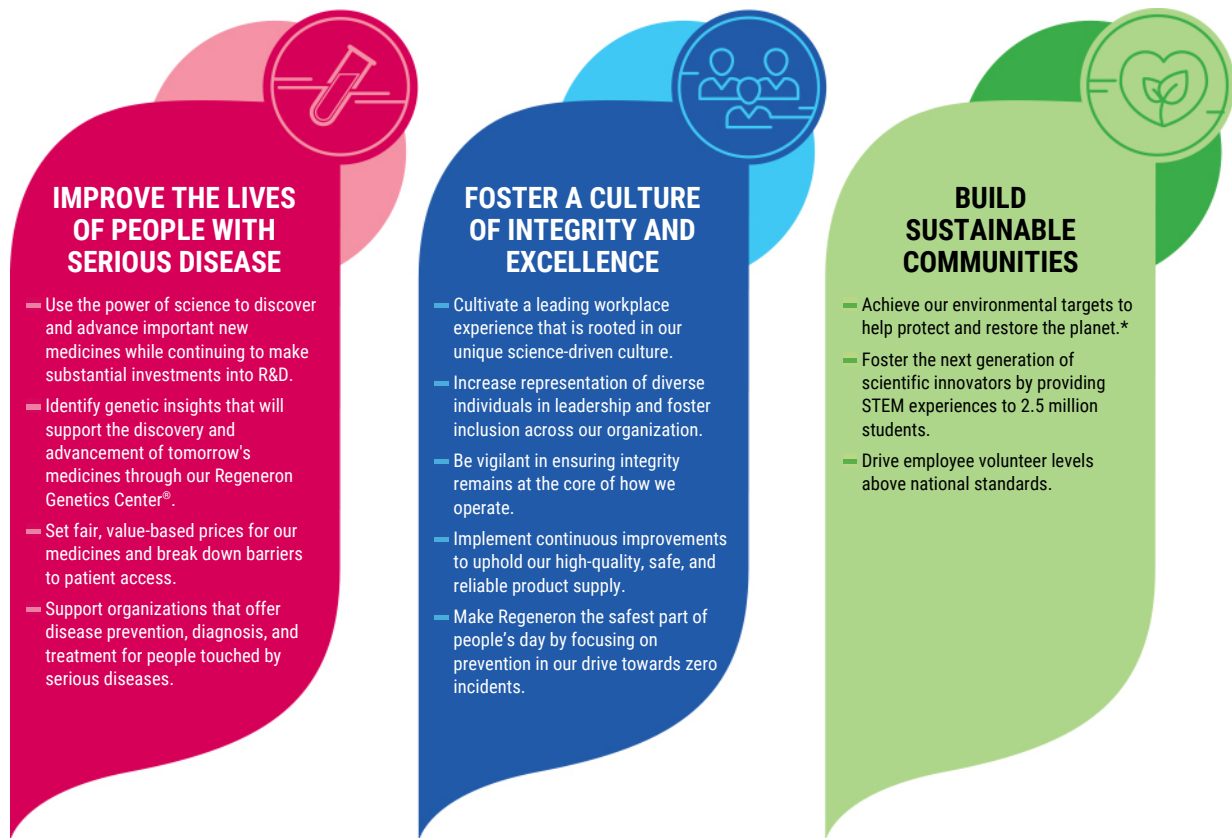 IMPROVE THE LIVES
OF PEOPLE WITH
SERIOUS DISEASE
Use the power of science to discover
and advance important new
medicines while continuing to make
substantial investments into R&D.
Identify genetic insights that will
support the discovery and
advancement of tomorrow's
medicines through our Regeneron
Genetics Center®.
Set fair, value-based prices for our
medicines and break down barriers
to patient access.
Support organizations that offer
disease prevention, diagnosis, and
treatment for people touched by
serious diseases.
FOSTER A CULTURE
OF INTEGRITY AND
EXCELLENCE
Cultivate a leading workplace
experience that is rooted in our
unique science-driven culture.
Increase representation of diverse
individuals in leadership and foster
inclusion across our organization.
Be vigilant in ensuring integrity
remains at the core of how we
operate.
Implement continuous improvements
to uphold our high-quality, safe, and
reliable product supply.
Make Regeneron the safest part of
people’s day by focusing on
prevention in our drive towards zero
incidents.
BUILD
SUSTAINABLE
COMMUNITIES
Achieve our environmental targets to
help protect and restore the planet.*
Foster the next generation of
scientific innovators by providing
STEM experiences to 2.5 million
students.
Drive employee volunteer levels
above national standards.